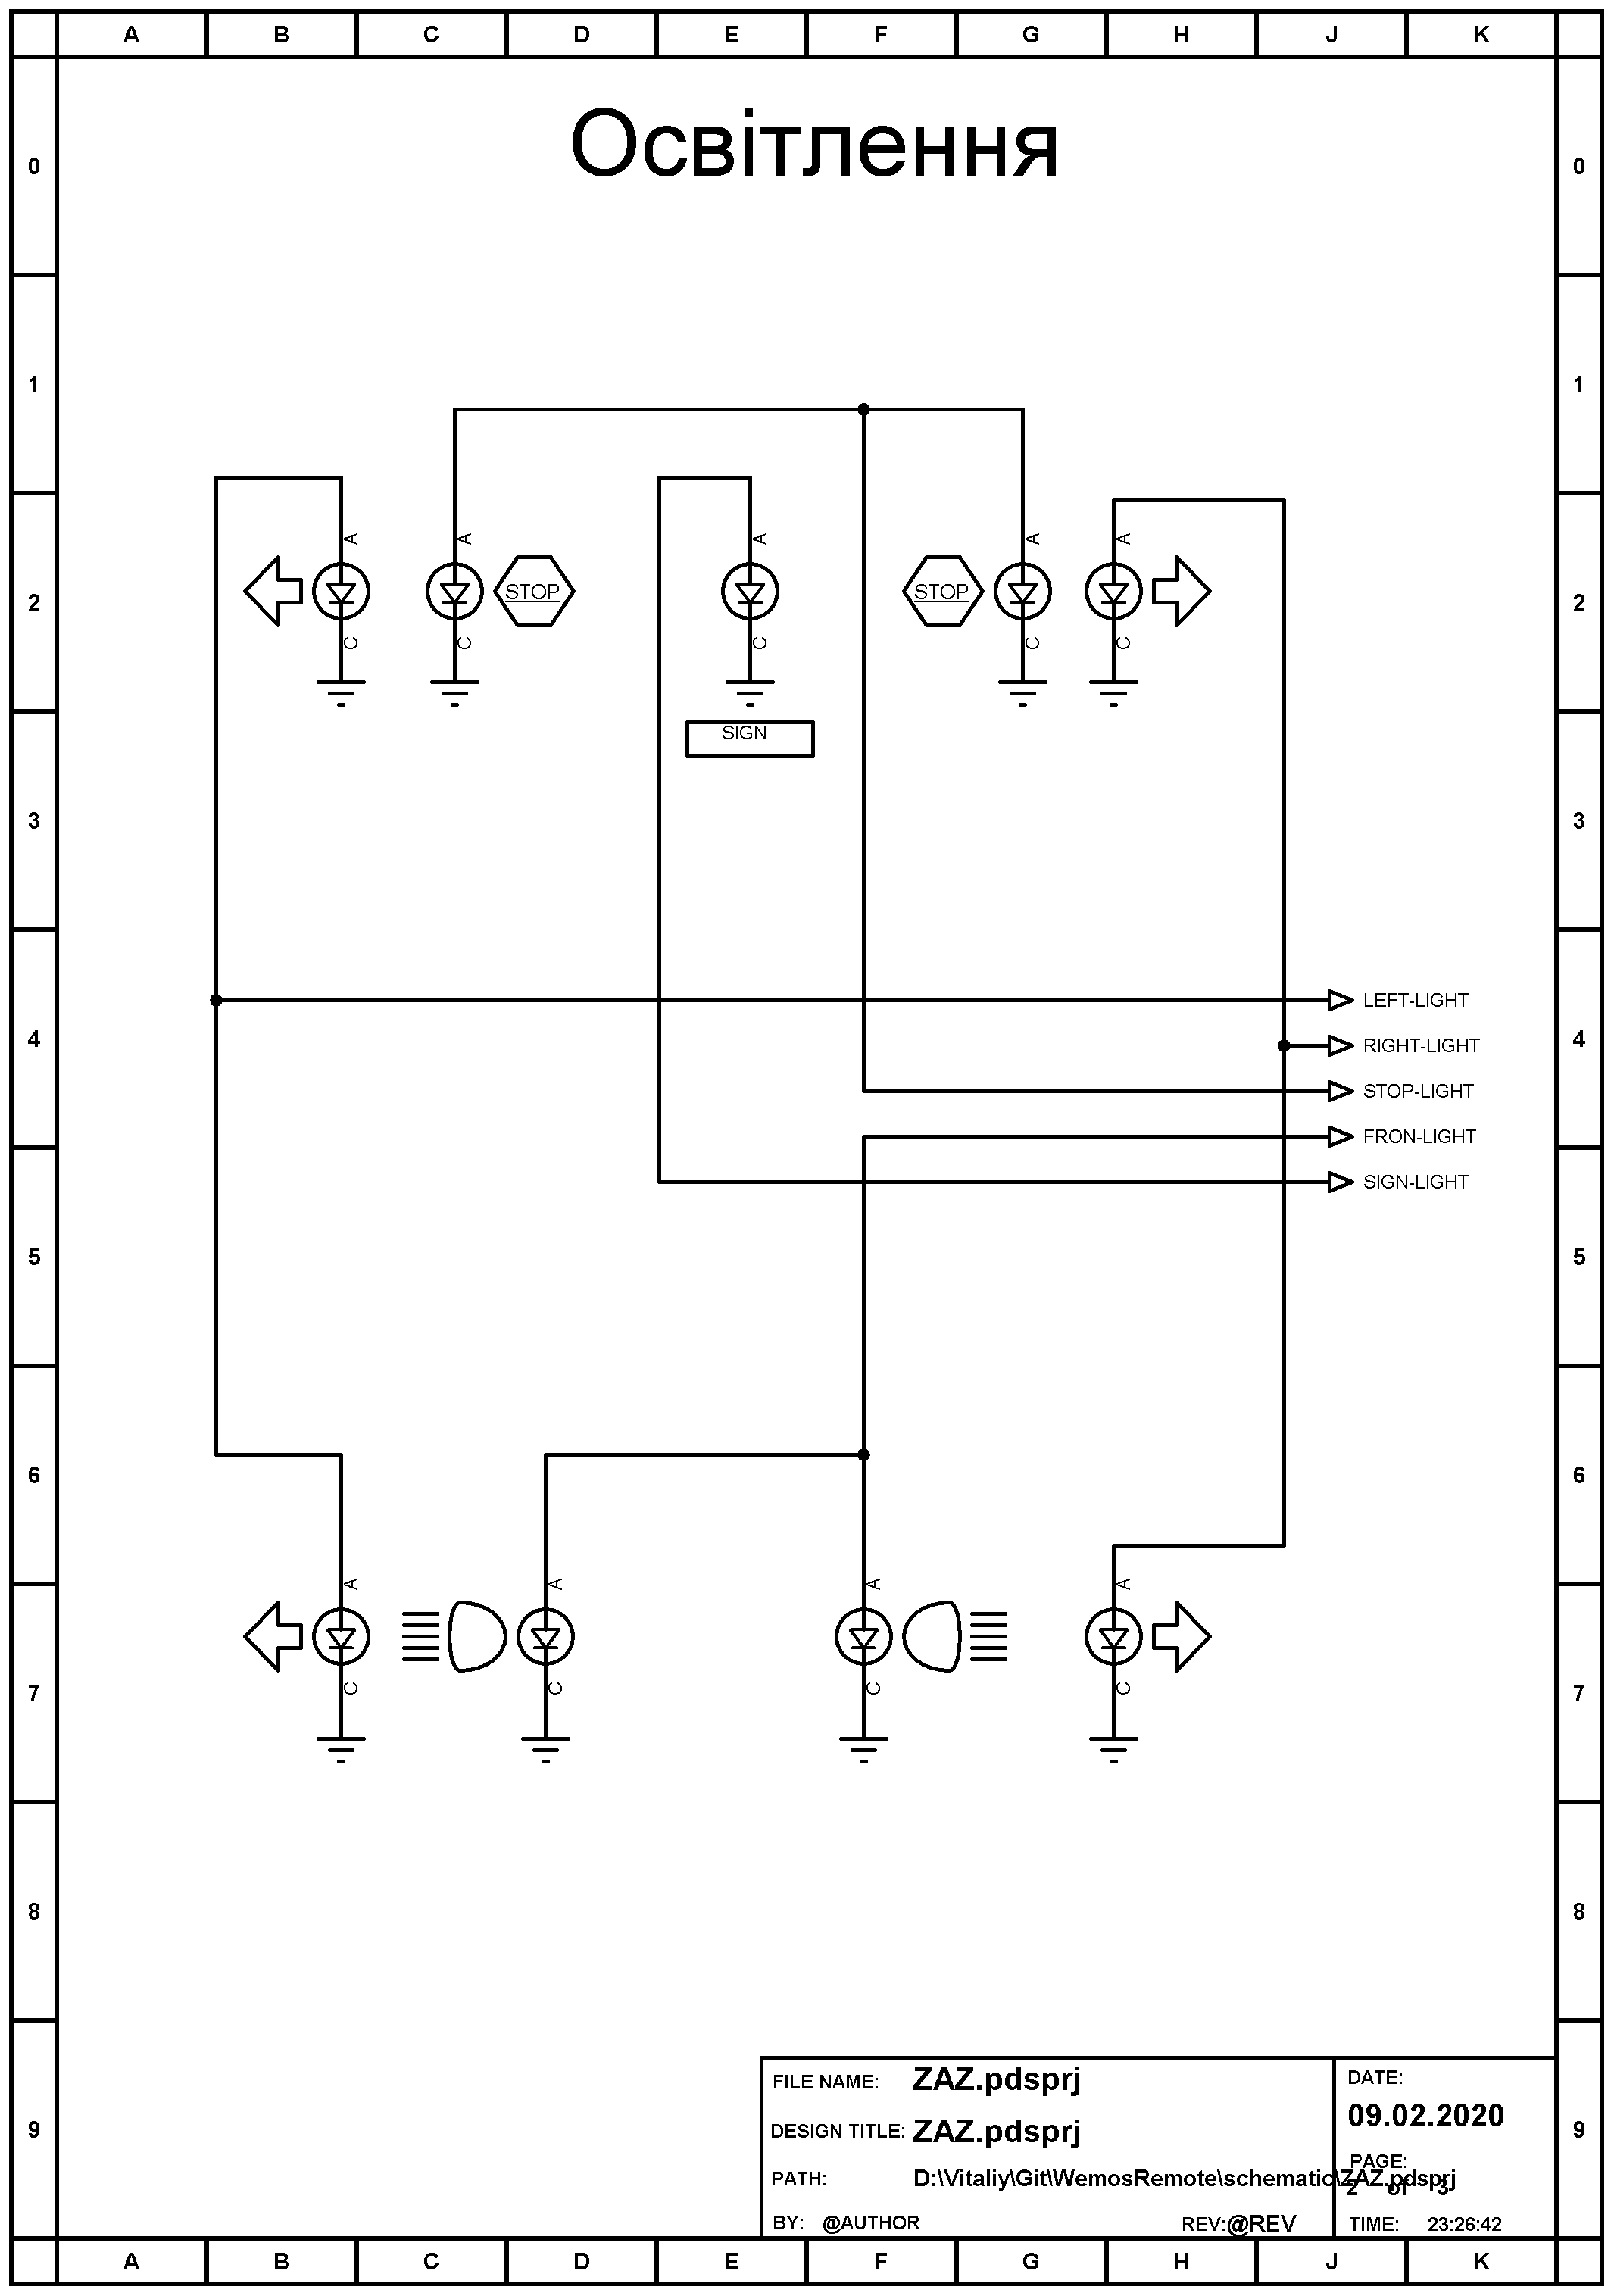 A B C D E F G H J K
Освітлення
0 0
1 1
A A A A A
2 STOP STOP 2
C C C C C
SIGN
3 3
LEFT-LIGHT
4 RIGHT-LIGHT 4
STOP-LIGHT
FRON-LIGHT
SIGN-LIGHT
5 5
6 6
A A A A
C C C C
7 7
8 8
FILE NAME: ZAZ.pdsprj DATE:
09.02.2020
9 DESIGN TITLE: ZAZ.pdsprj 9
PAGE:
PATH: D:\Vitaliy\Git\WemosRemote\schematic\ZAZ.pdsprj
2 of 3
BY: @AUTHOR REV:@REV TIME: 23:26:42
A B C D E F G H J K